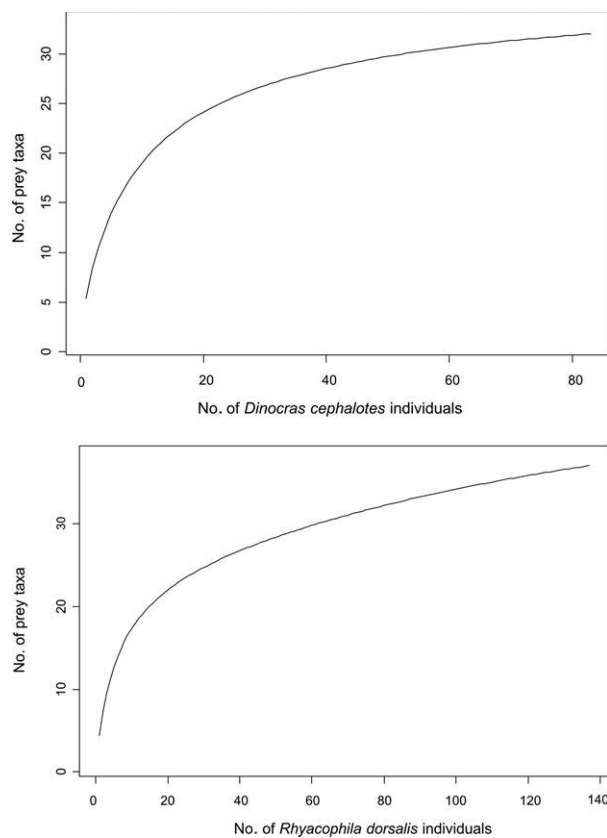 30
25
20
15
10
5
0
No. of prey taxa
0 20 40 60 80
No. of Dinocras cephalotes individuals
30
20
10
0
No. of prey taxa
0 20 40 60 80 100 120 140
No. of Rhyacophila dorsalis individuals